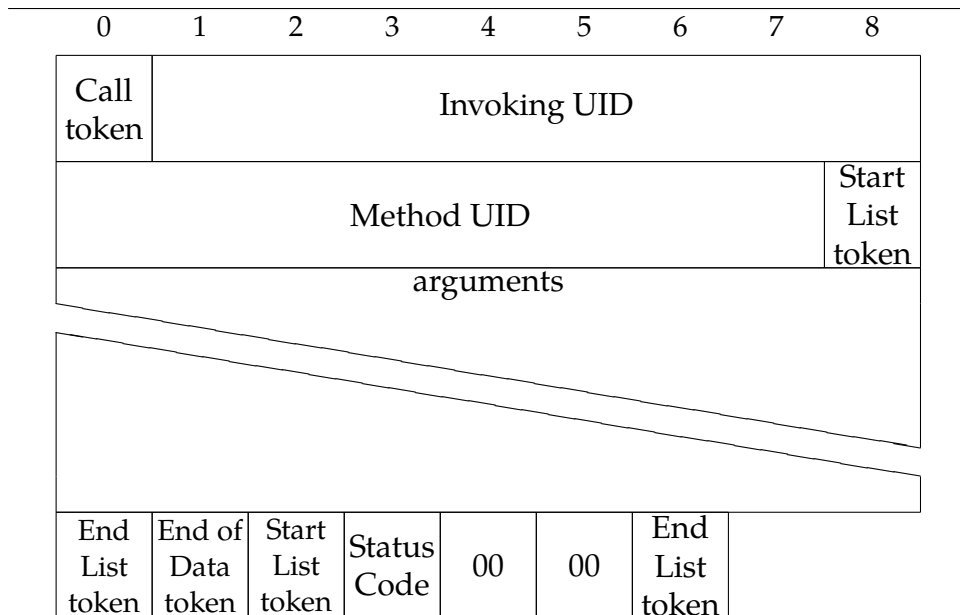 0 1 2 3 4 5 6 7 8
Call
token
Invoking UID
Method UID
Start
List
token
arguments
End
List
token
End of
Data
token
Start
List
token
Status
Code
00
00
End
List
token